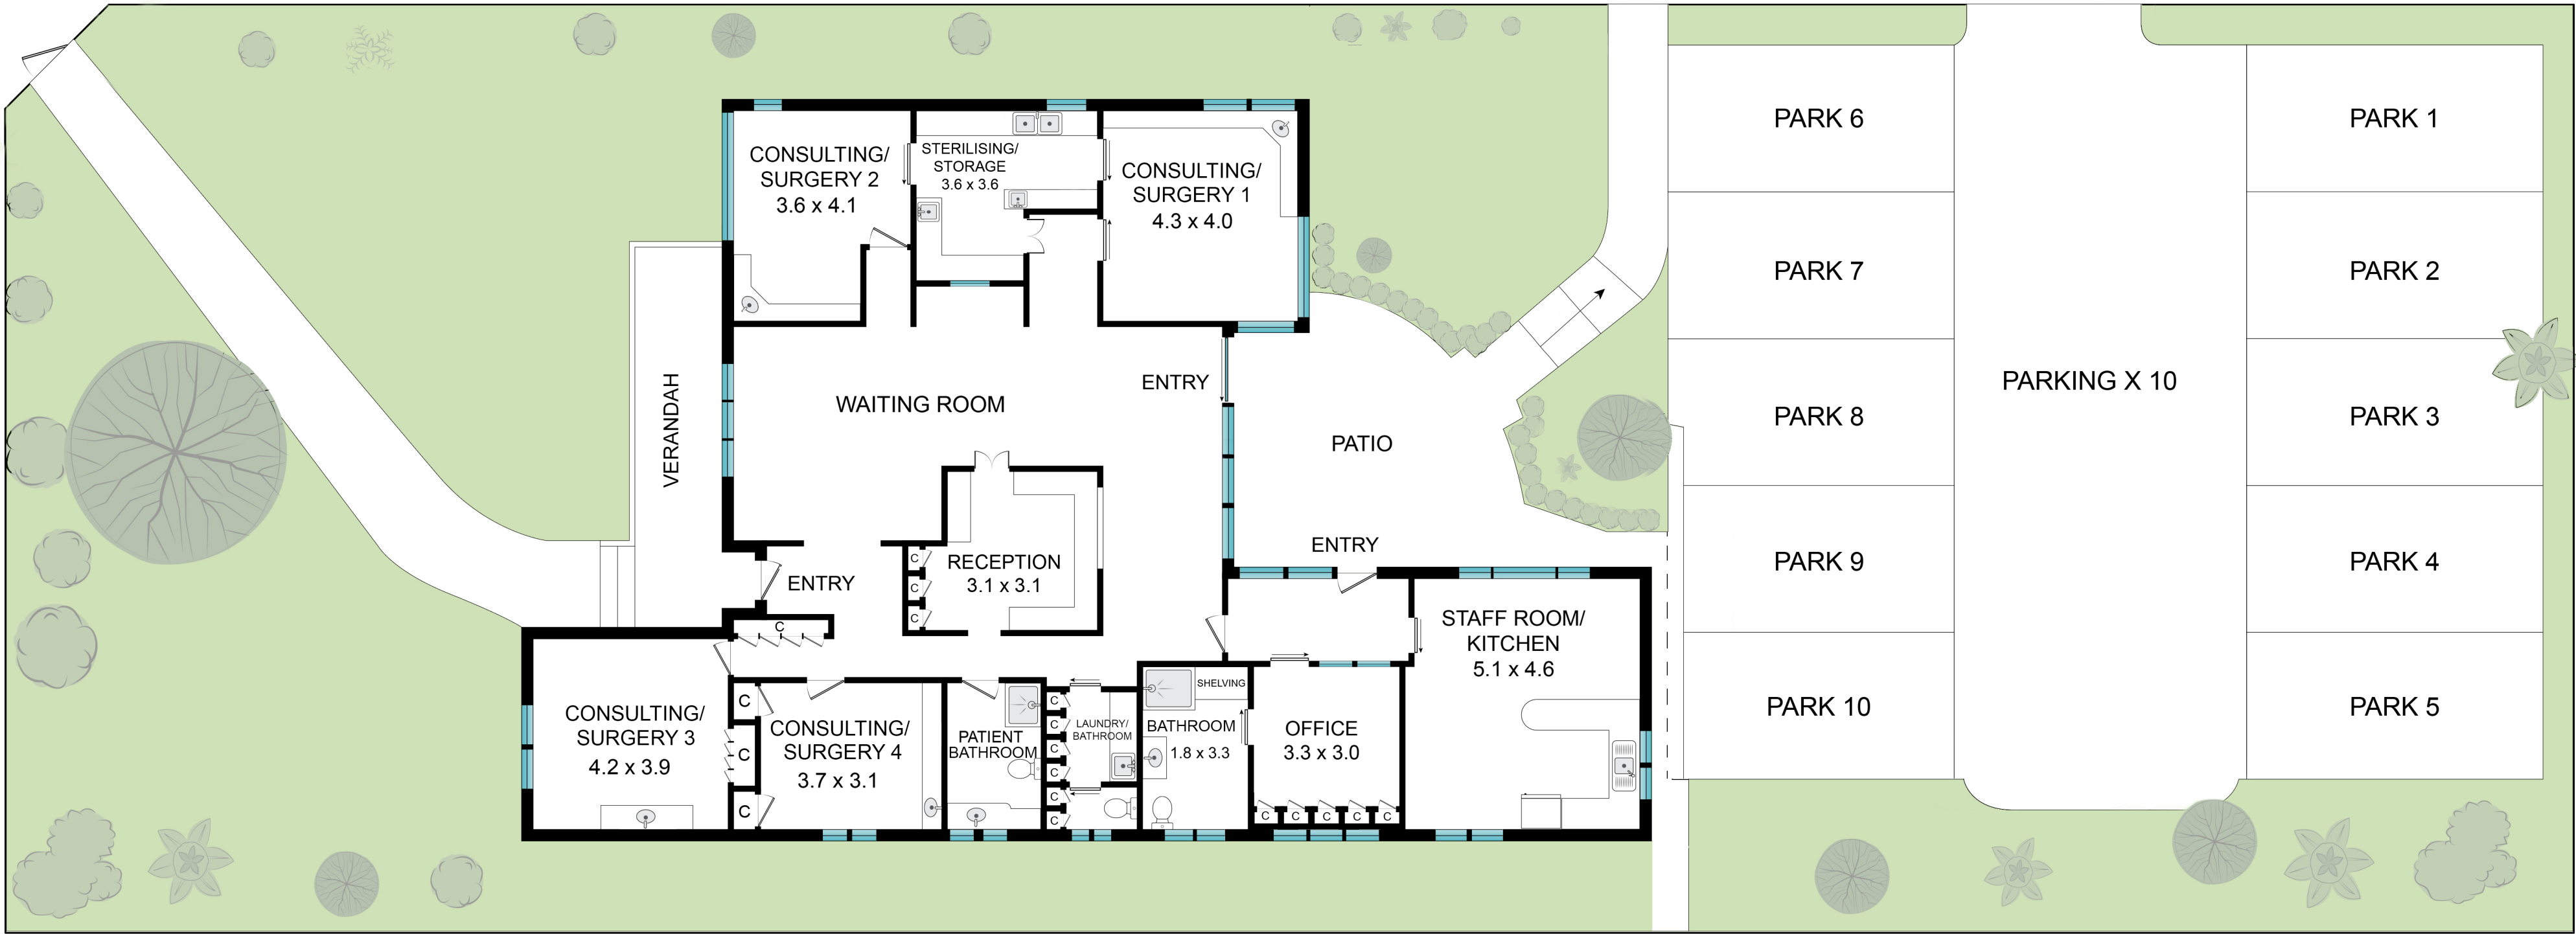 CONSULTING/
SURGERY 2
3.6 x 4.1
STERILISING/
STORAGE
3.6 x 3.6
CONSULTING/
SURGERY 1
4.3 x 4.0
VERANDAH
WAITING ROOM
ENTRY
PATIO
ENTRY
ENTRY
C
C
C
RECEPTION
3.1 x 3.1
C
CONSULTING/
SURGERY 3
4.2 x 3.9
C
C
C
CONSULTING/
SURGERY 4
3.7 x 3.1
PATIENT
BATHROOM
C
C
C
C
C
C
LAUNDRY/
BATHROOM
SHELVING
BATHROOM
1.8 x 3.3
OFFICE
3.3 x 3.0
C
C
C
C
C
STAFF ROOM/
KITCHEN
5.1 x 4.6
PARK 6
PARK 7
PARK 8
PARK 9
PARK 10
PARKING X 10
PARK 1
PARK 2
PARK 3
PARK 4
PARK 5